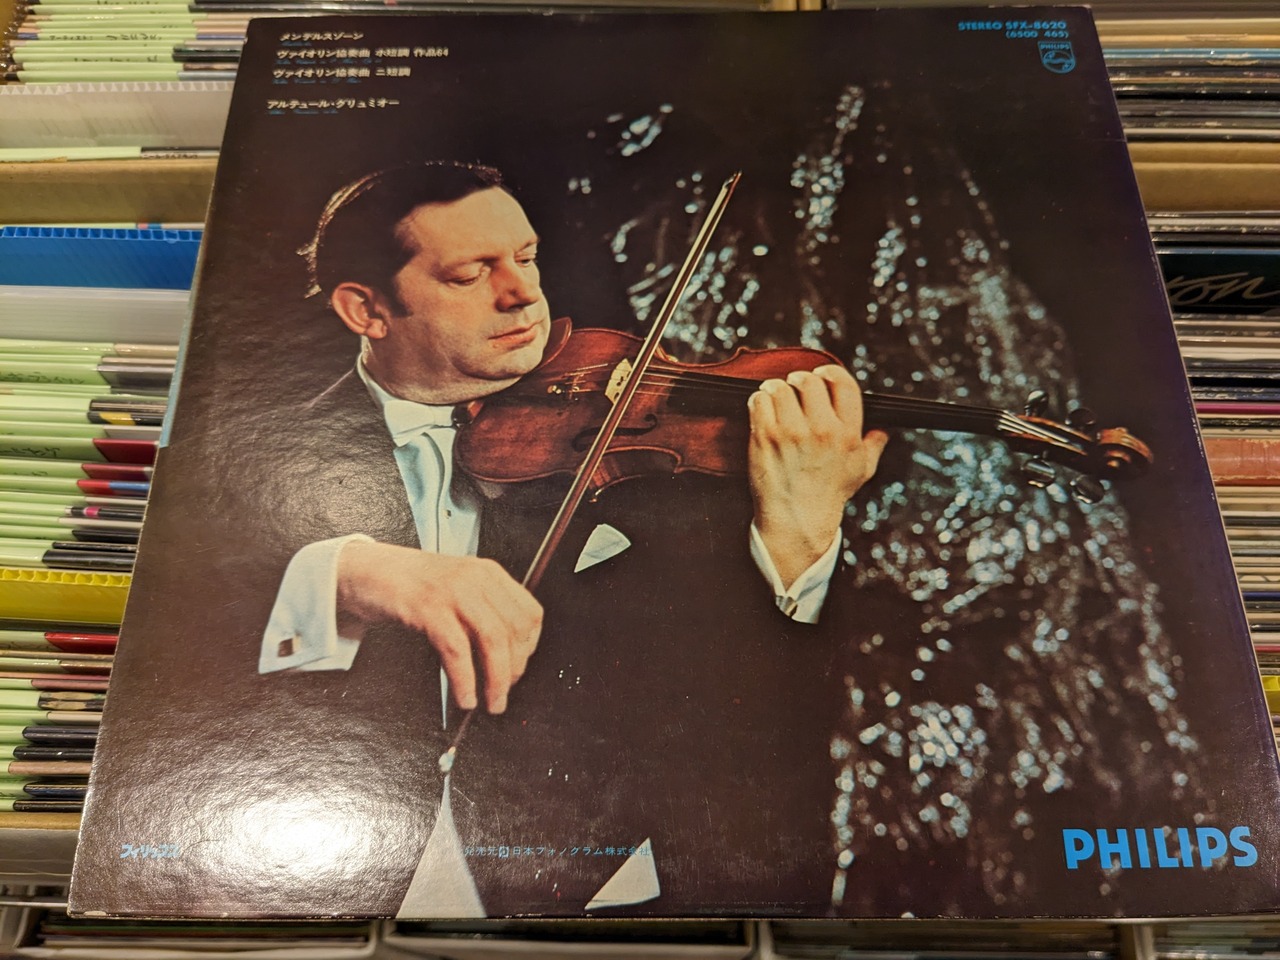 メンデルスゾーン
ヴァイオリン協奏曲 ホ短調 作品64
ヴァイオリン協奏曲 ニ短調
アルテュール・グリュミオー
STEREO SFX-8620
(6500 465)
PHILIPS
フィリップス
発売元 日本フォノグラム株式会社
PHILIPS